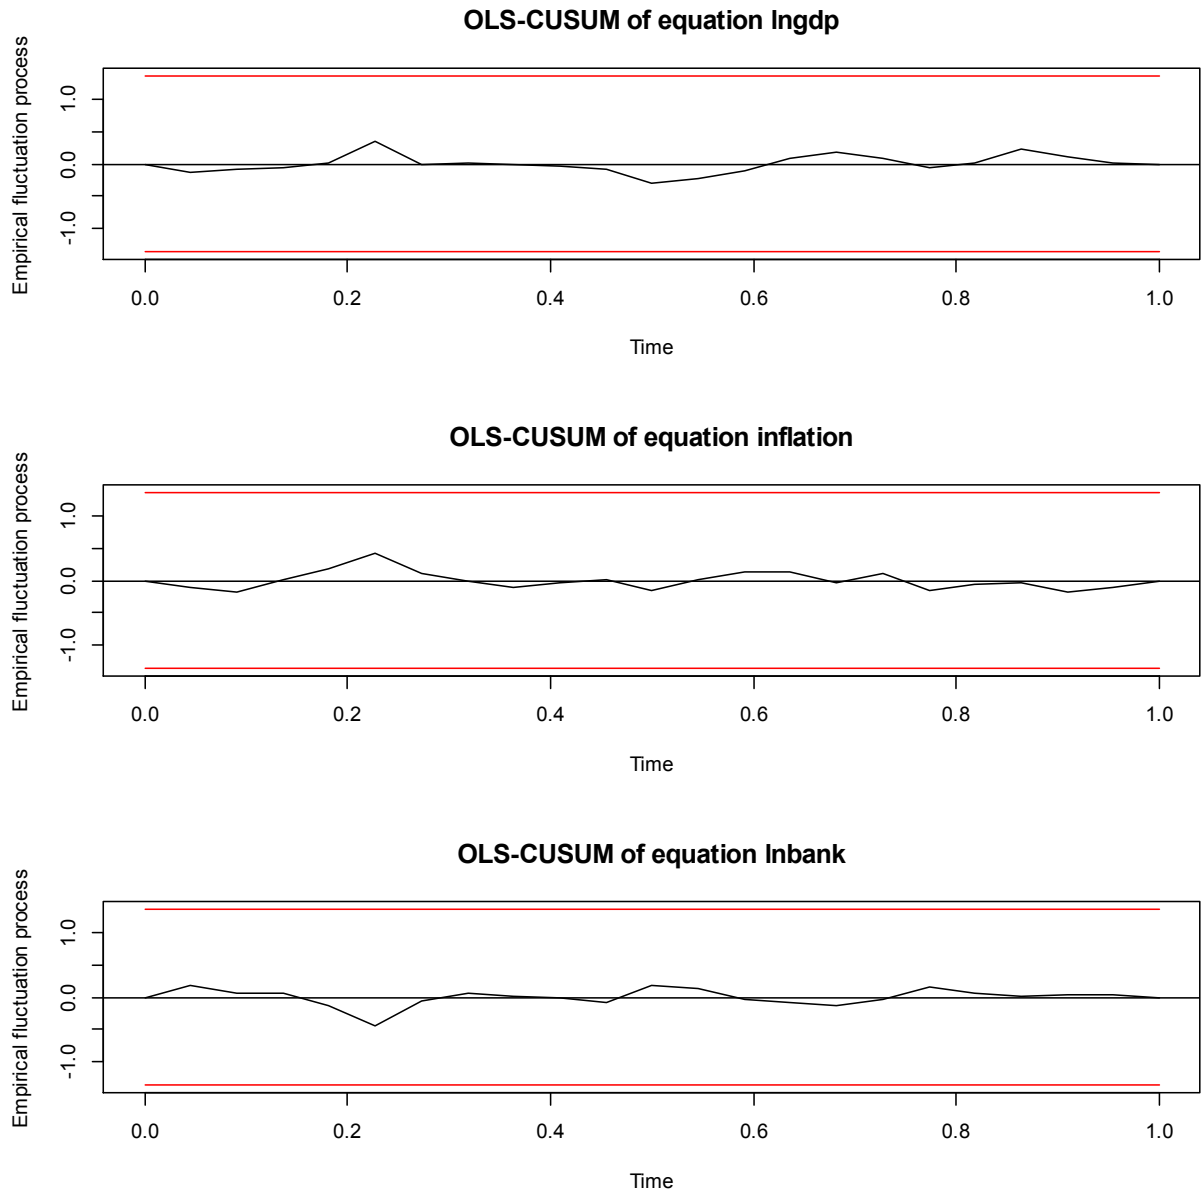 OLS-CUSUM of equation lngdp
Empirical fluctuation process
1.0
0.0
-1.0
0.0 0.2 0.4 0.6 0.8 1.0
Time
OLS-CUSUM of equation inflation
Empirical fluctuation process
1.0
0.0
-1.0
0.0 0.2 0.4 0.6 0.8 1.0
Time
OLS-CUSUM of equation lnbank
Empirical fluctuation process
1.0
0.0
-1.0
0.0 0.2 0.4 0.6 0.8 1.0
Time